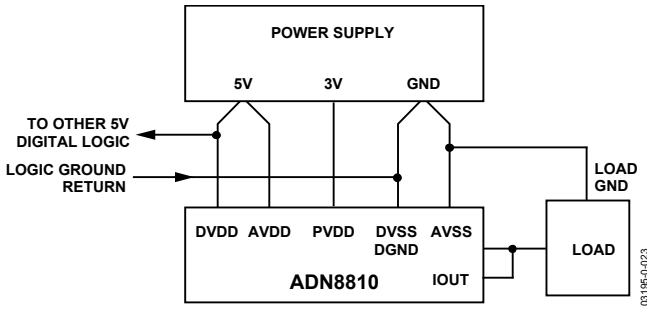 POWER SUPPLY
5V 3V GND
TO OTHER 5V
DIGITAL LOGIC
LOGIC GROUND
RETURN
LOAD
GND
DVDD AVDD PVDD DVSS AVSS
DGND
LOAD
ADN8810 IOUT
03195-0-023